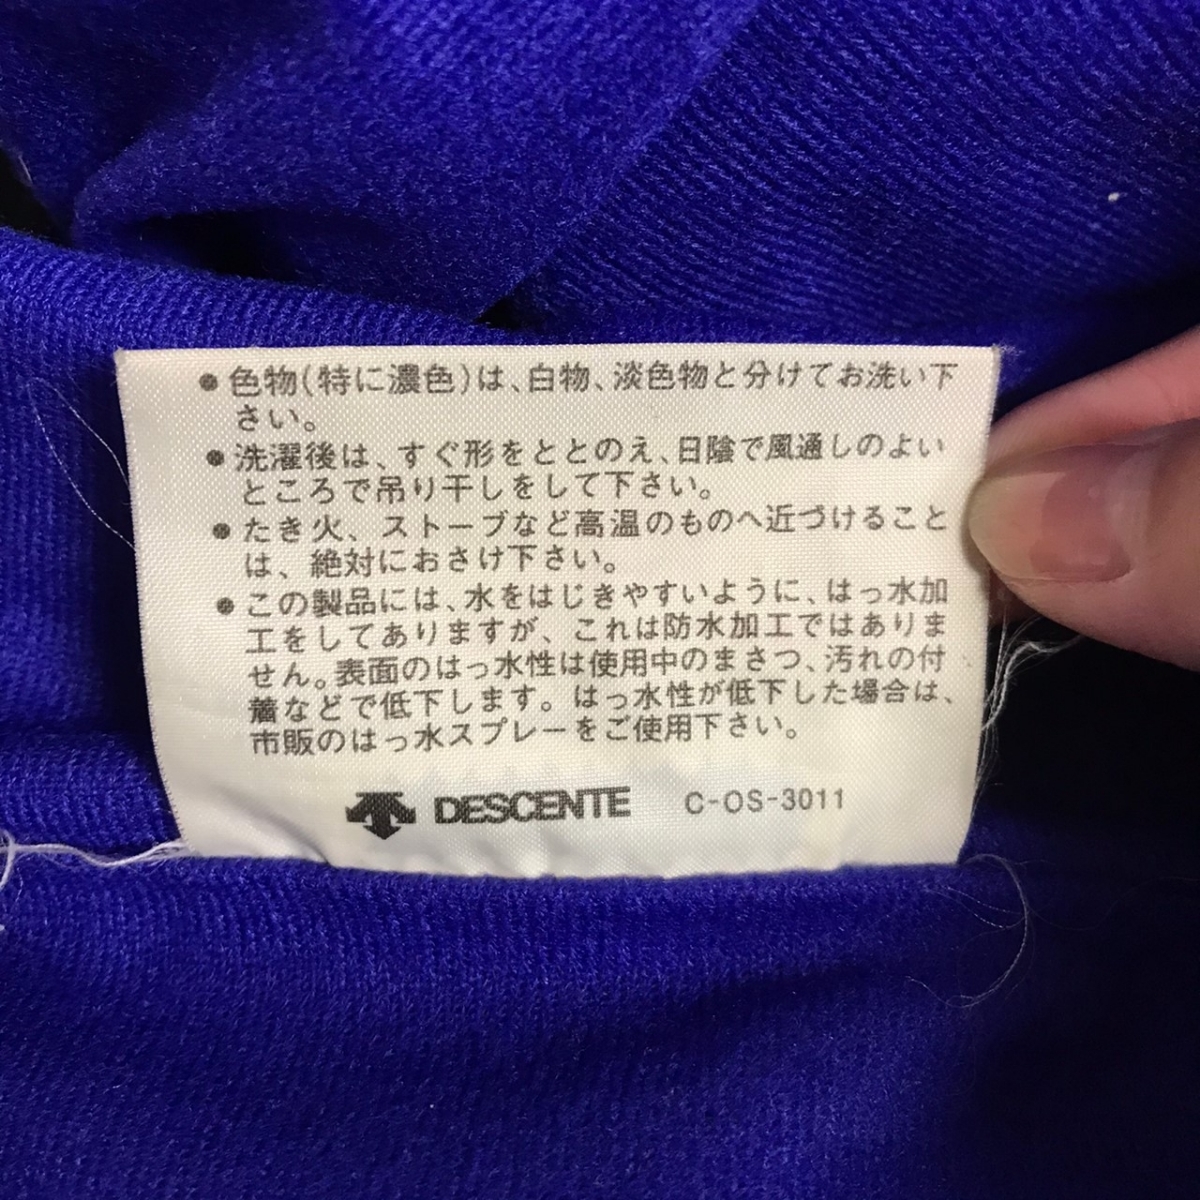 ● 色物(特に濃色)は、白物、淡色物と分けてお洗い下
さい。
● 洗濯後は、すぐ形をととのえ、日陰で風通しのよい
ところで吊り干しをして下さい。
● たき火、ストーブなど高温のものへ近づけること
は、絶対におさけ下さい。
● この製品には、水をはじきやすいように、はっ水加
工をしてありますが、これは防水加工ではありま
せん。表面のはっ水性は使用中のまさつ、汚れの付
着などで低下します。はっ水性が低下した場合は、
市販のはっ水スプレーをご使用下さい。
DESCENTE C-OS-3011